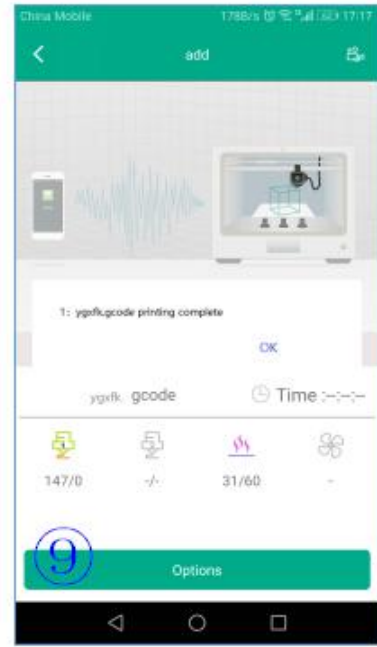 China Mobile 178B/s 17:17
add
1: ygxfk.gcode printing complete
OK
ygxfk. gcode Time :--:--:--
147/0 -/- 31/60 -
⑨
Options